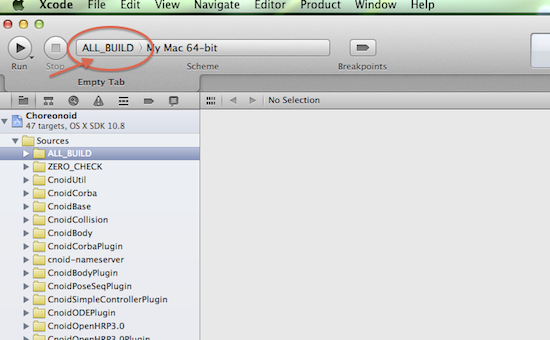 Xcode File Edit View Navigate Editor Product Window Help
ALL_BUILD My Mac 64-bit
Run Stop Scheme Breakpoints
Empty Tab
No Selection
Choreonoid
47 targets, OS X SDK 10.8
Sources
ALL_BUILD
ZERO_CHECK
CnoidUtil
CnoidCorba
CnoidBase
CnoidCollision
CnoidBody
CnoidCorbaPlugin
cnoid-nameserver
CnoidBodyPlugin
CnoidPoseSeqPlugin
CnoidSimpleControllerPlugin
CnoidODEPlugin
CnoidOpenHRP3.0
CnoidOpenHRP3.0Plugin